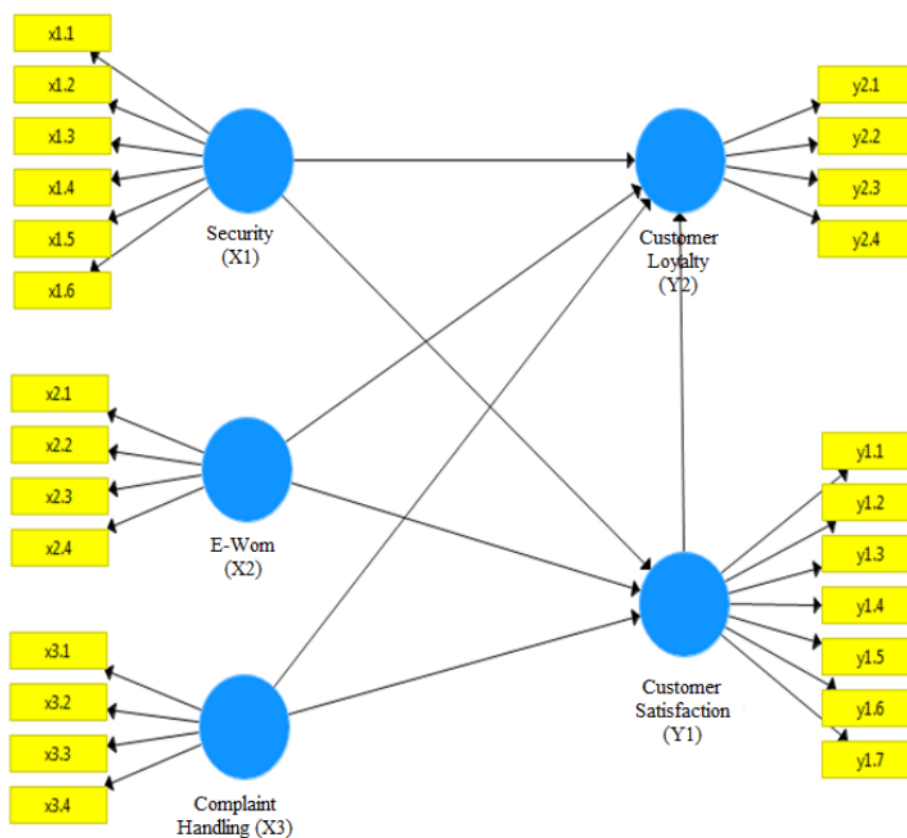 x1.1
x1.2
x1.3
x1.4
x1.5
x1.6
Security
(X1)
y2.1
y2.2
y2.3
y2.4
Customer
Loyalty
(Y2)
x2.1
x2.2
x2.3
x2.4
E-Wom
(X2)
y1.1
y1.2
y1.3
y1.4
y1.5
y1.6
y1.7
Customer
Satisfaction
(Y1)
x3.1
x3.2
x3.3
x3.4
Complaint
Handling (X3)